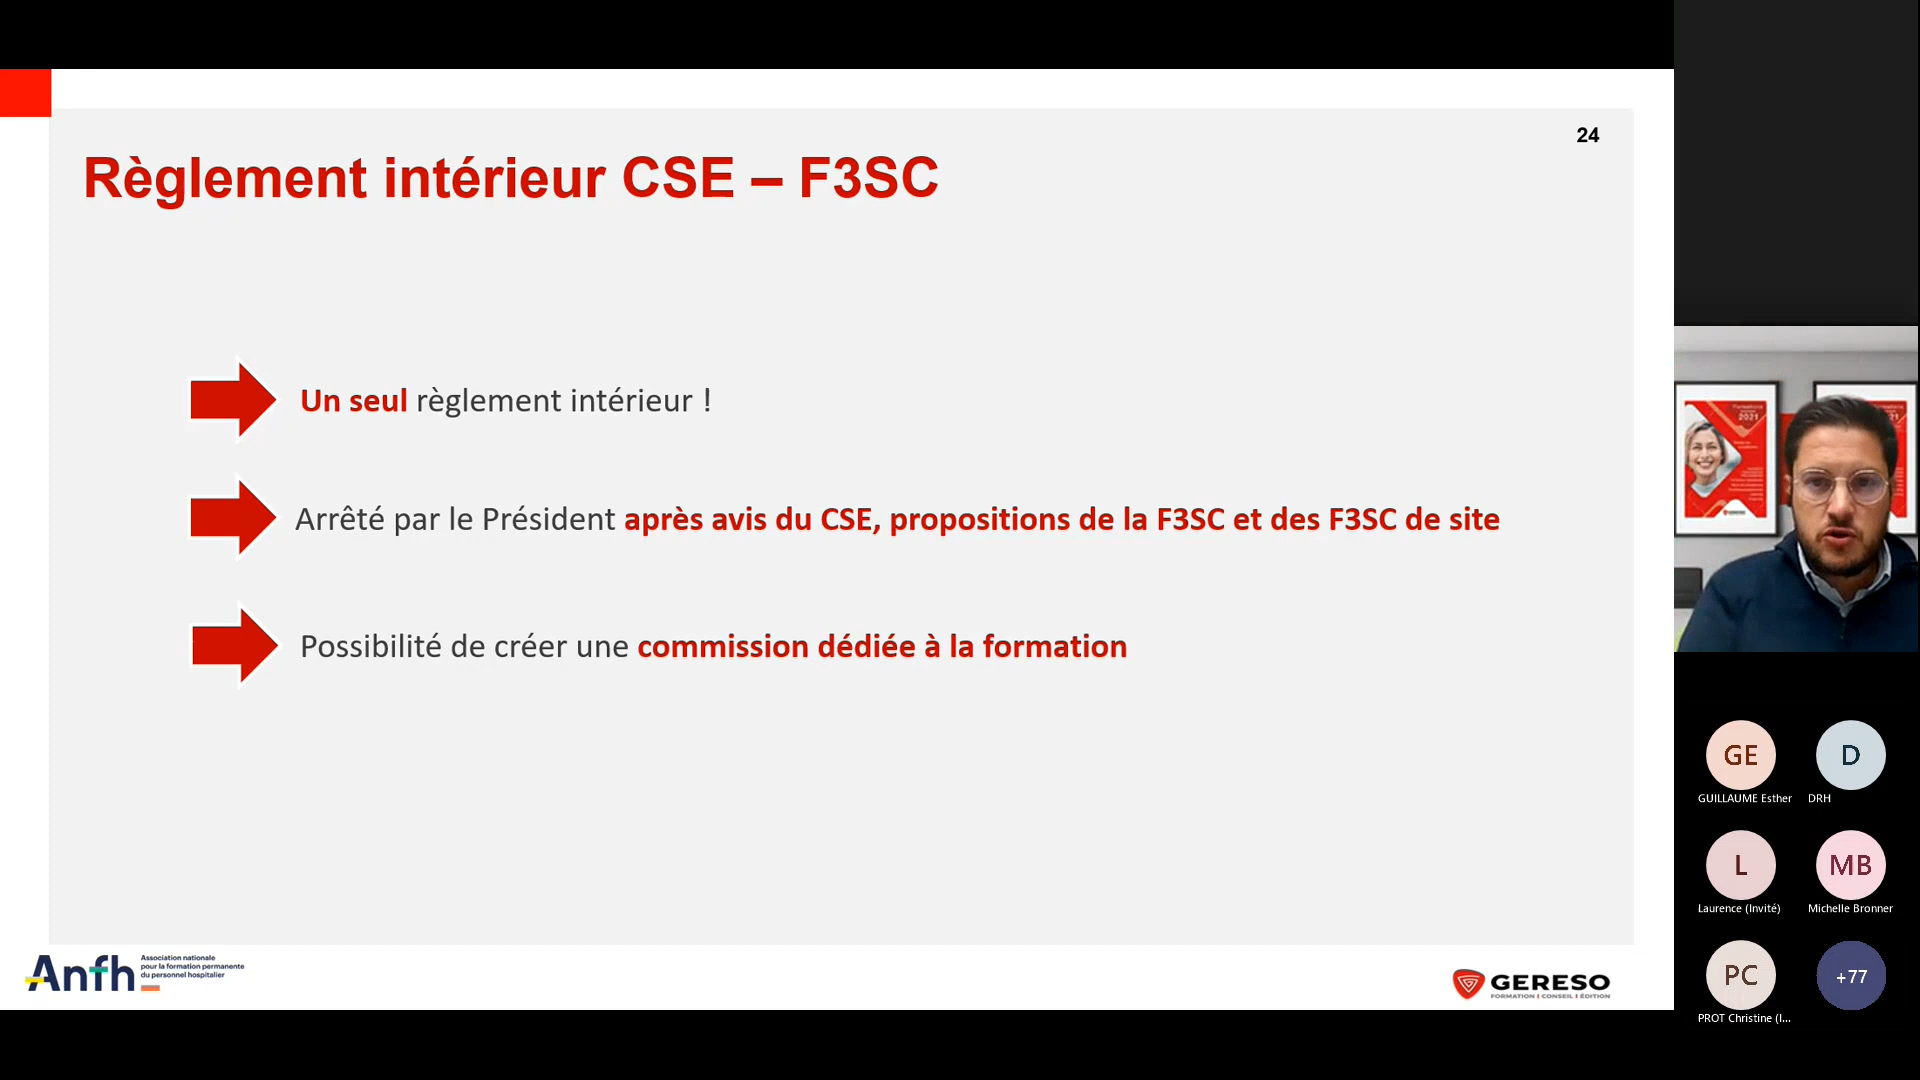 24
Règlement intérieur CSE – F3SC
Un seul règlement intérieur !
Arrêté par le Président après avis du CSE, propositions de la F3SC et des F3SC de site
Possibilité de créer une commission dédiée à la formation
Anfh
Association nationale
pour la formation permanente
du personnel hospitalier
GERESO
FORMATION I CONSEIL I ÉDITION
2021
GE
D
GUILLAUME Esther
DRH
L
MB
Laurence (Invité)
Michelle Bronner
PC
+77
PROT Christine (I...